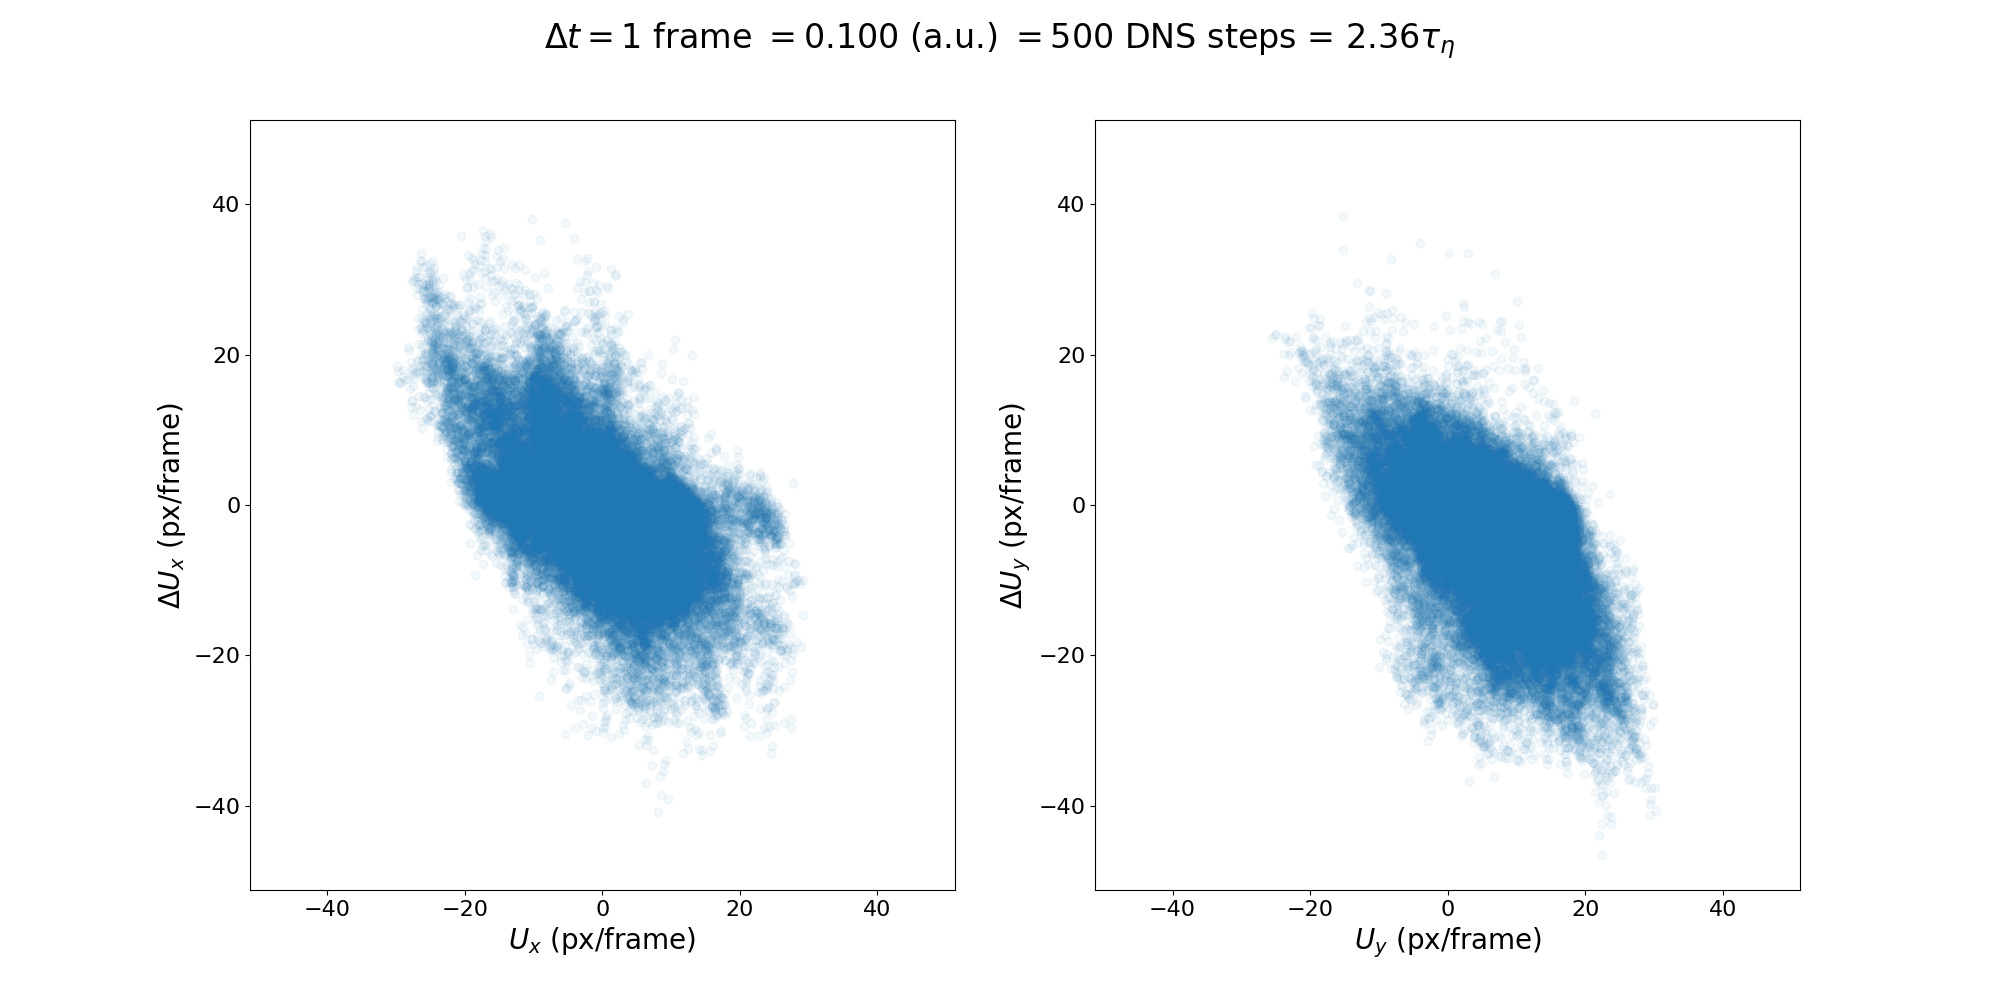 Δt = 1 frame = 0.100 (a.u.) = 500 DNS steps = 2.36τ_η
ΔU_x (px/frame)
40
20
0
−20
−40
−40 −20 0 20 40
U_x (px/frame)
ΔU_y (px/frame)
40
20
0
−20
−40
−40 −20 0 20 40
U_y (px/frame)